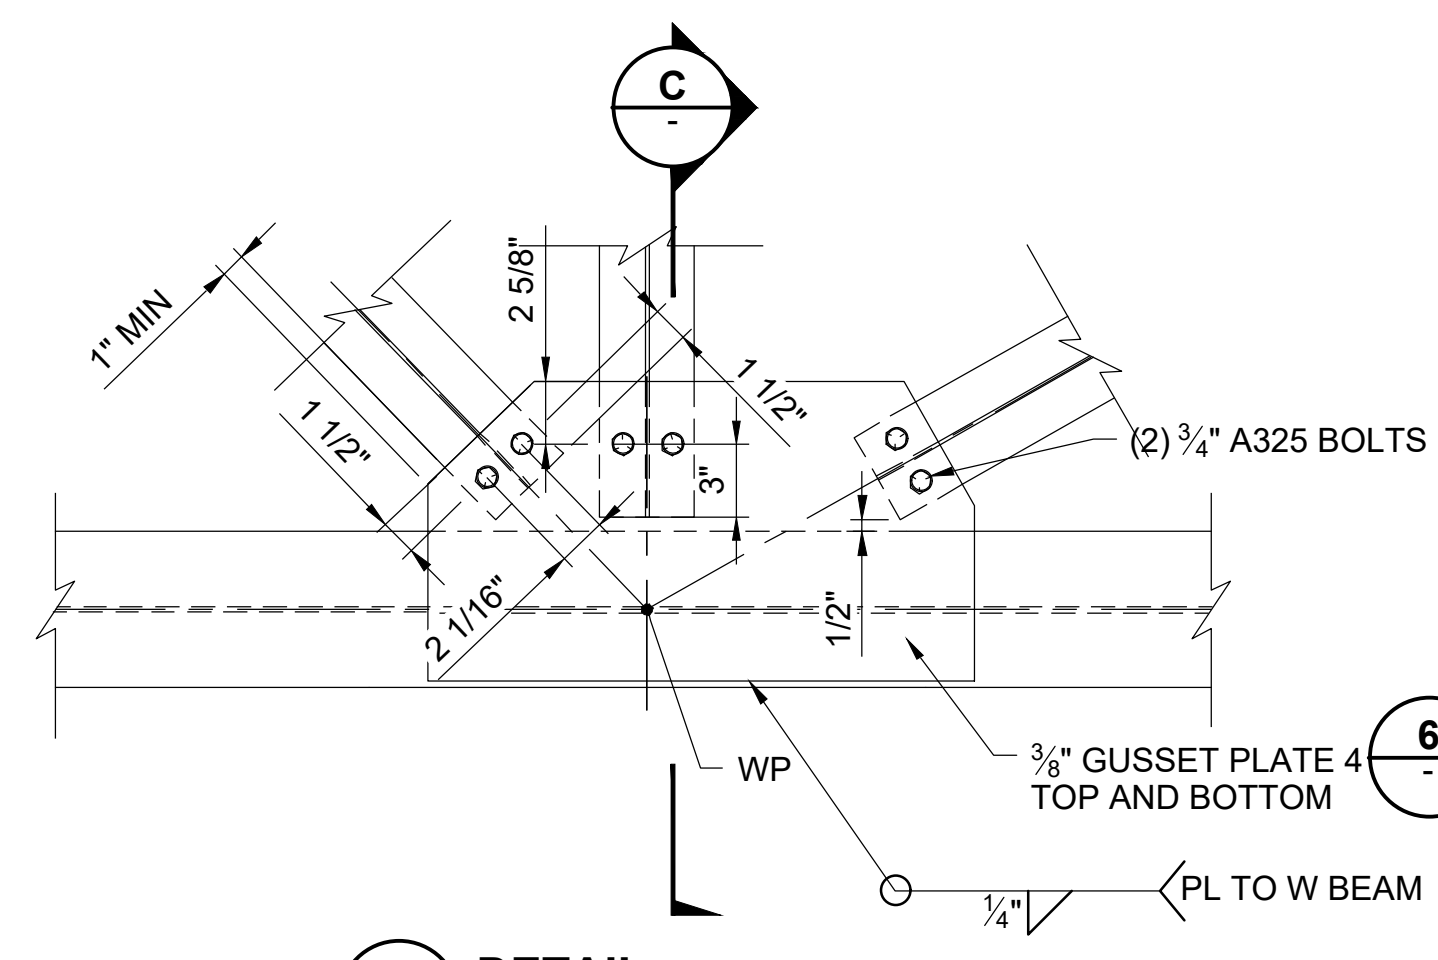 C
-
2 5/8"
1" MIN
1 1/2"
1 1/2"
(2) 3⁄4" A325 BOLTS
3"
2 1/16"
1/2"
3⁄8" GUSSET PLATE 4
TOP AND BOTTOM
6
-
WP
1⁄4"
PL TO W BEAM